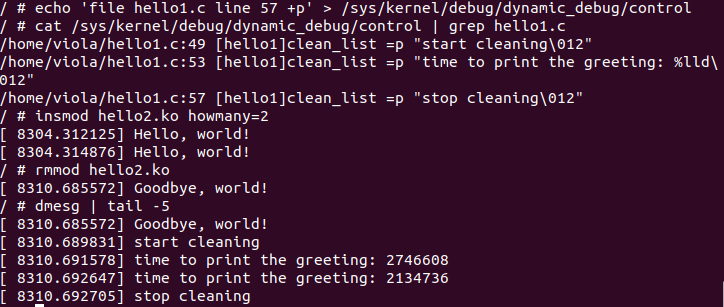 / # echo 'file hello1.c line 57 +p' > /sys/kernel/debug/dynamic_debug/control
/ # cat /sys/kernel/debug/dynamic_debug/control | grep hello1.c
/home/viola/hello1.c:49 [hello1]clean_list =p "start cleaning\012"
/home/viola/hello1.c:53 [hello1]clean_list =p "time to print the greeting: %lld\
012"
/home/viola/hello1.c:57 [hello1]clean_list =p "stop cleaning\012"
/ # insmod hello2.ko howmany=2
[ 8304.312125] Hello, world!
[ 8304.314876] Hello, world!
/ # rmmod hello2.ko
[ 8310.685572] Goodbye, world!
/ # dmesg | tail -5
[ 8310.685572] Goodbye, world!
[ 8310.689831] start cleaning
[ 8310.691578] time to print the greeting: 2746608
[ 8310.692647] time to print the greeting: 2134736
[ 8310.692705] stop cleaning